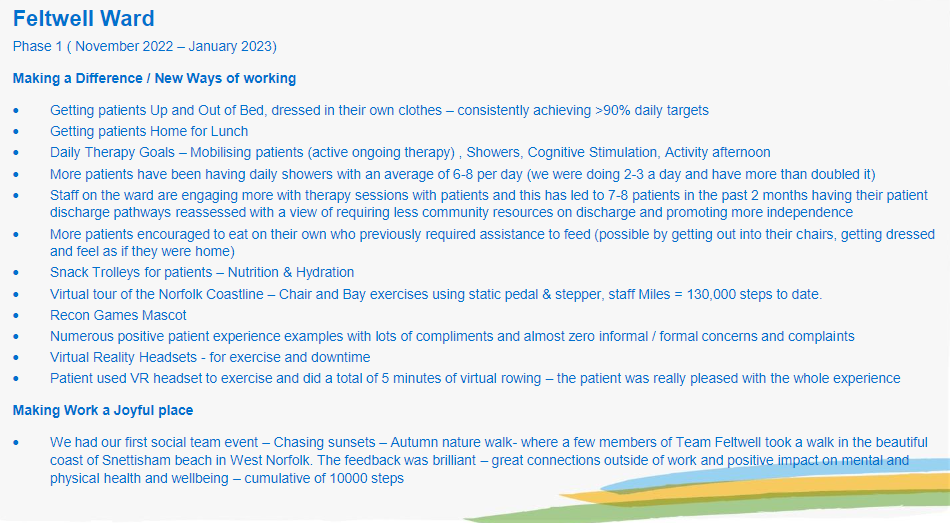 Feltwell Ward
Phase 1 ( November 2022 – January 2023)
Making a Difference / New Ways of working
• Getting patients Up and Out of Bed, dressed in their own clothes – consistently achieving >90% daily targets
• Getting patients Home for Lunch
• Daily Therapy Goals – Mobilising patients (active ongoing therapy) , Showers, Cognitive Stimulation, Activity afternoon
• More patients have been having daily showers with an average of 6-8 per day (we were doing 2-3 a day and have more than doubled it)
• Staff on the ward are engaging more with therapy sessions with patients and this has led to 7-8 patients in the past 2 months having their patient
discharge pathways reassessed with a view of requiring less community resources on discharge and promoting more independence
• More patients encouraged to eat on their own who previously required assistance to feed (possible by getting out into their chairs, getting dressed
and feel as if they were home)
• Snack Trolleys for patients – Nutrition & Hydration
• Virtual tour of the Norfolk Coastline – Chair and Bay exercises using static pedal & stepper, staff Miles = 130,000 steps to date.
• Recon Games Mascot
• Numerous positive patient experience examples with lots of compliments and almost zero informal / formal concerns and complaints
• Virtual Reality Headsets - for exercise and downtime
• Patient used VR headset to exercise and did a total of 5 minutes of virtual rowing – the patient was really pleased with the whole experience
Making Work a Joyful place
• We had our first social team event – Chasing sunsets – Autumn nature walk- where a few members of Team Feltwell took a walk in the beautiful
coast of Snettisham beach in West Norfolk. The feedback was brilliant – great connections outside of work and positive impact on mental and
physical health and wellbeing – cumulative of 10000 steps